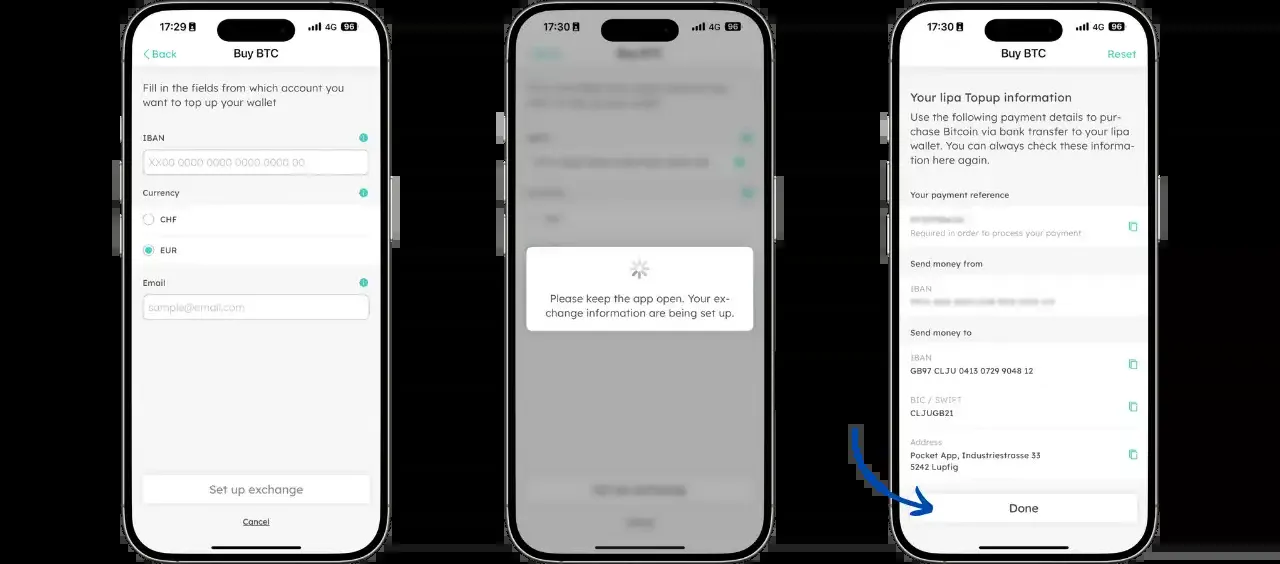 17:29
4G 96
Back
Buy BTC
Fill in the fields from which account you
want to top up your wallet
IBAN
XX00 0000 0000 0000 0000 00
Currency
CHF
EUR
Email
sample@email.com
Set up exchange
Cancel
17:30
4G 96
Please keep the app open. Your ex-
change information are being set up.
17:30
4G 96
Buy BTC
Reset
Your lipa Topup information
Use the following payment details to pur-
chase Bitcoin via bank transfer to your lipa
wallet. You can always check these informa-
tion here again.
Your payment reference
Required in order to process your payment
Send money from
IBAN
Send money to
IBAN
GB97 CLJU 0413 0729 9048 12
BIC / SWIFT
CLJUGB21
Address
Pocket App, Industriestrasse 33
5242 Lupfig
Done